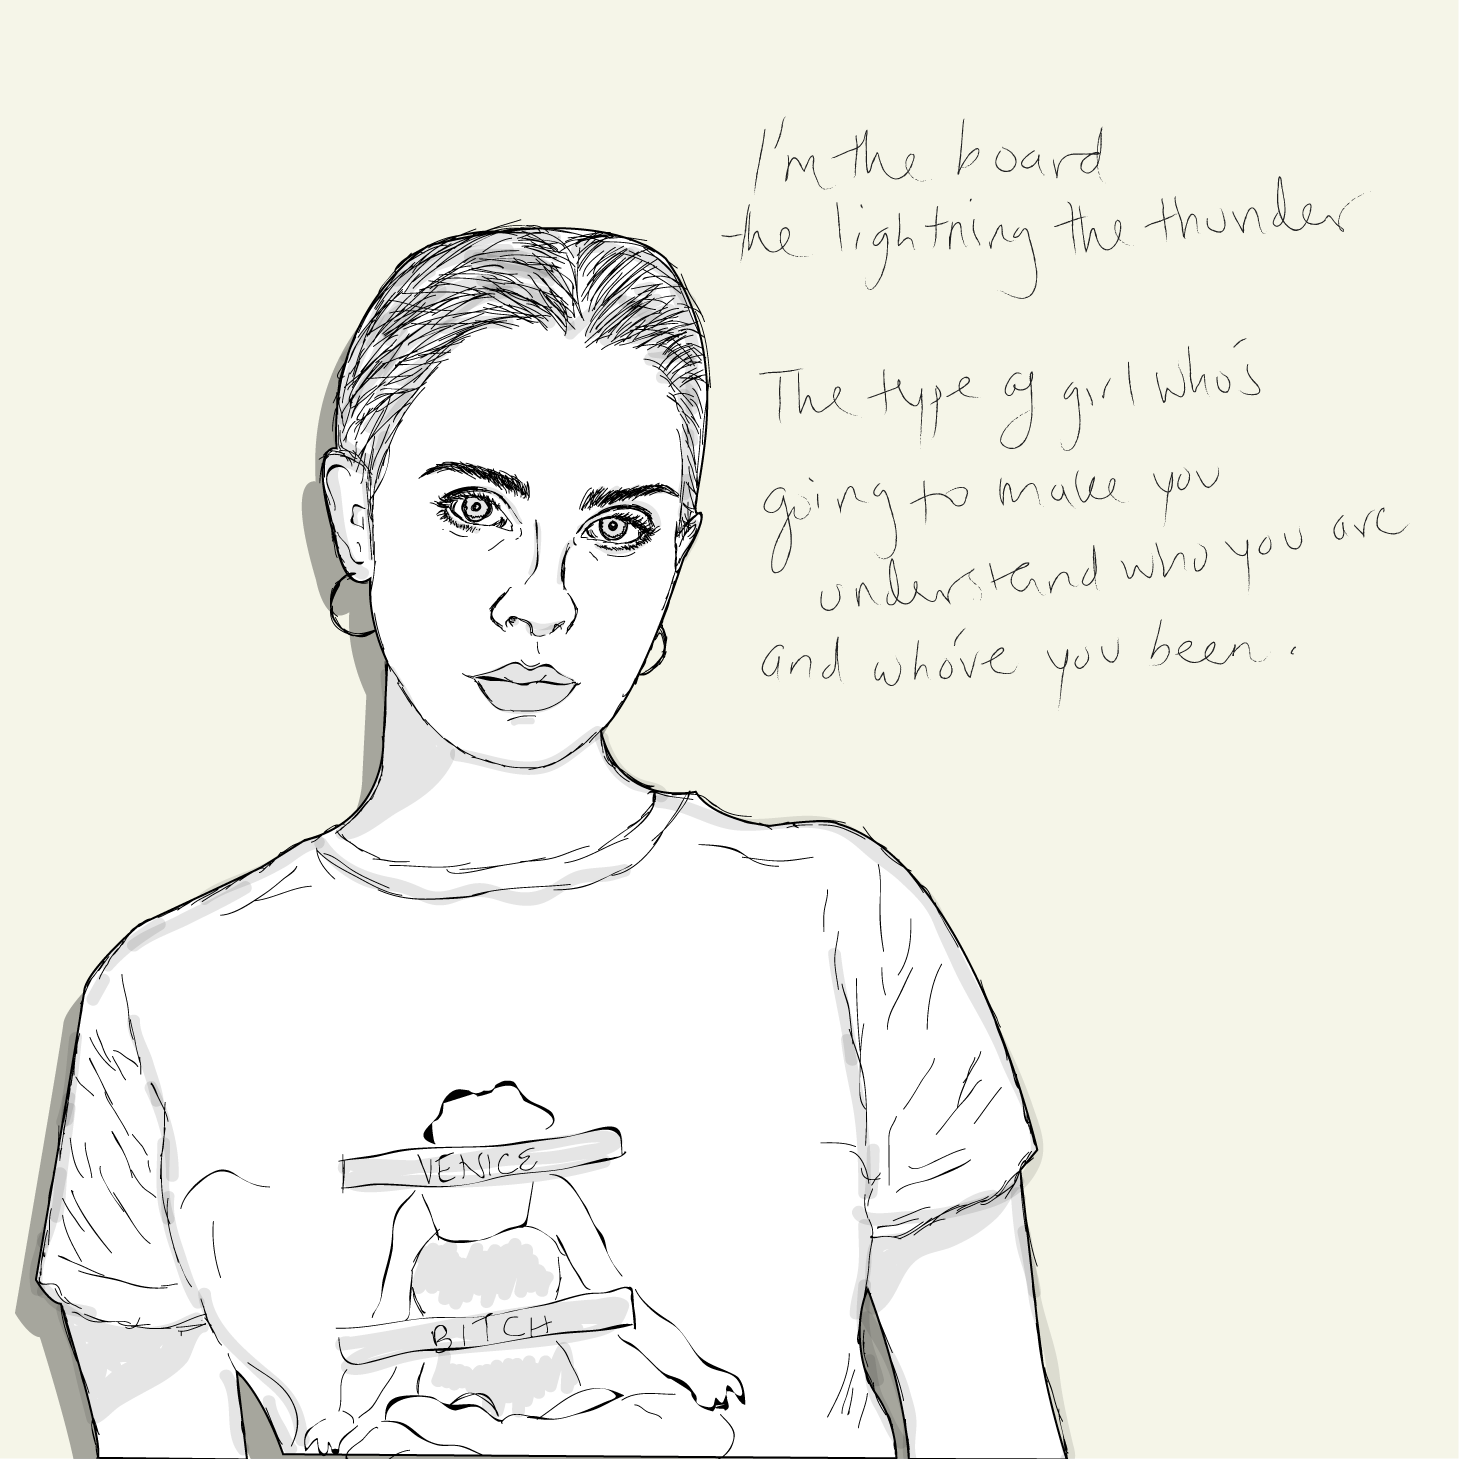 I'm the board
the lightning the thunder
The type of girl who's
going to make you
understand who you are
and who've you been.
VENICE
BITCH